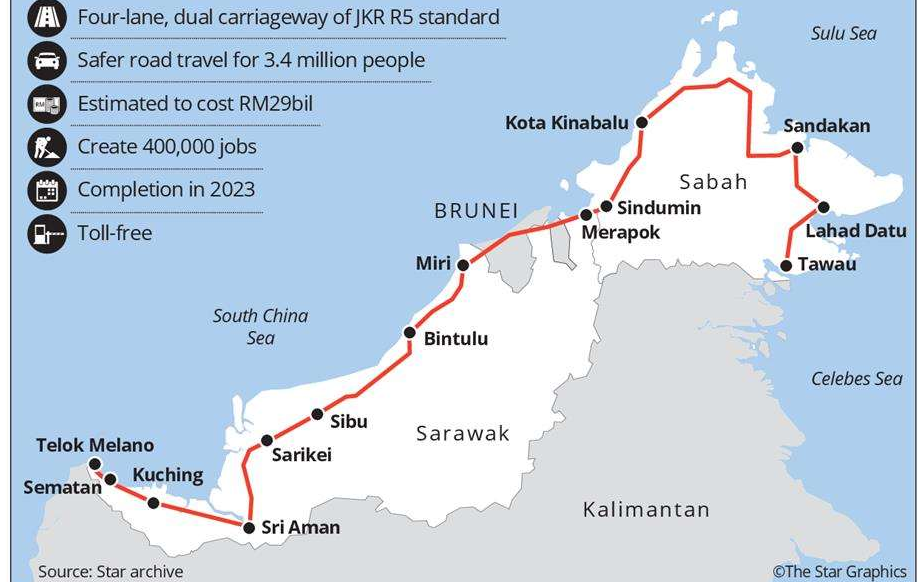 Four-lane, dual carriageway of JKR R5 standard
Safer road travel for 3.4 million people
RM
Estimated to cost RM29bil
Create 400,000 jobs
Completion in 2023
Toll-free
Sulu Sea
Kota Kinabalu
Sandakan
Sabah
BRUNEI
Sindumin
Merapok
Lahad Datu
Miri
Tawau
South China
Sea
Bintulu
Celebes Sea
Sibu
Sarawak
Telok Melano
Sarikei
Kuching
Sematan
Kalimantan
Sri Aman
Source: Star archive
©The Star Graphics